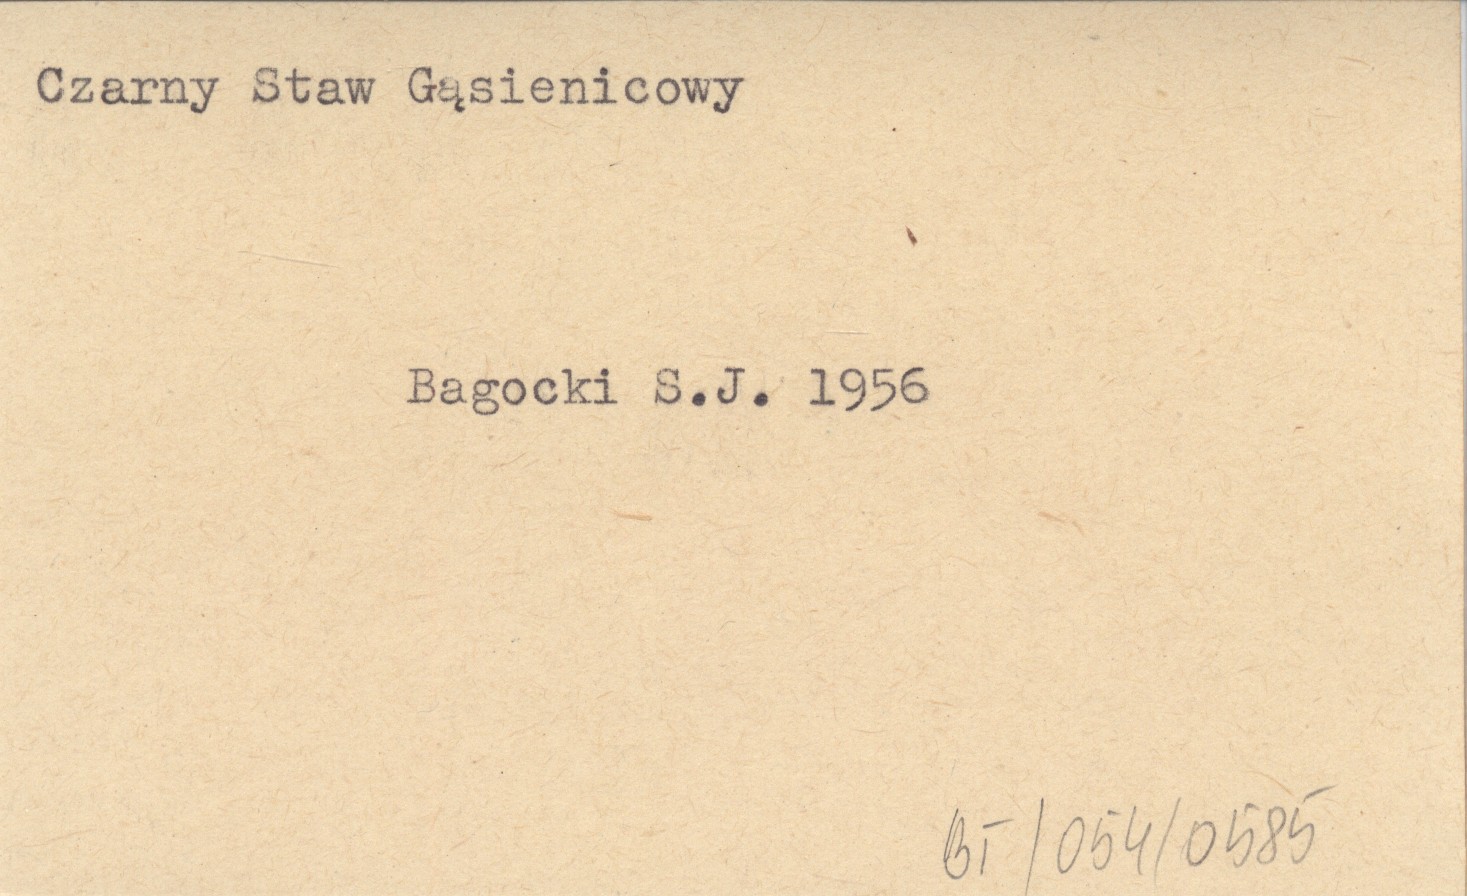 Czarny Staw Gąsienicowy
Bagocki S.J. 1956
BT/054/0585